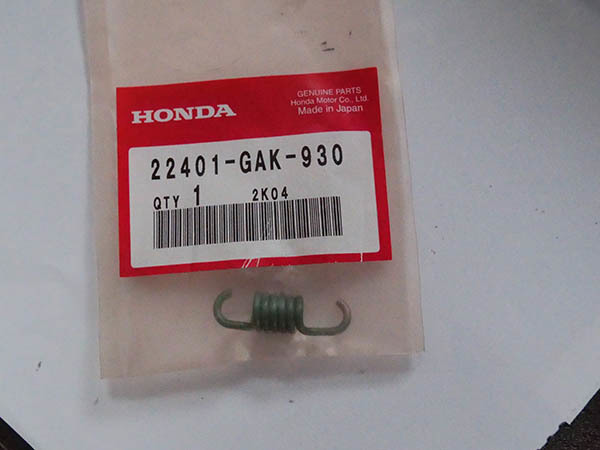 HONDA
GENUINE PARTS
Honda Motor Co., Ltd.
Made in Japan
22401-GAK-930
QTY 1 2K04